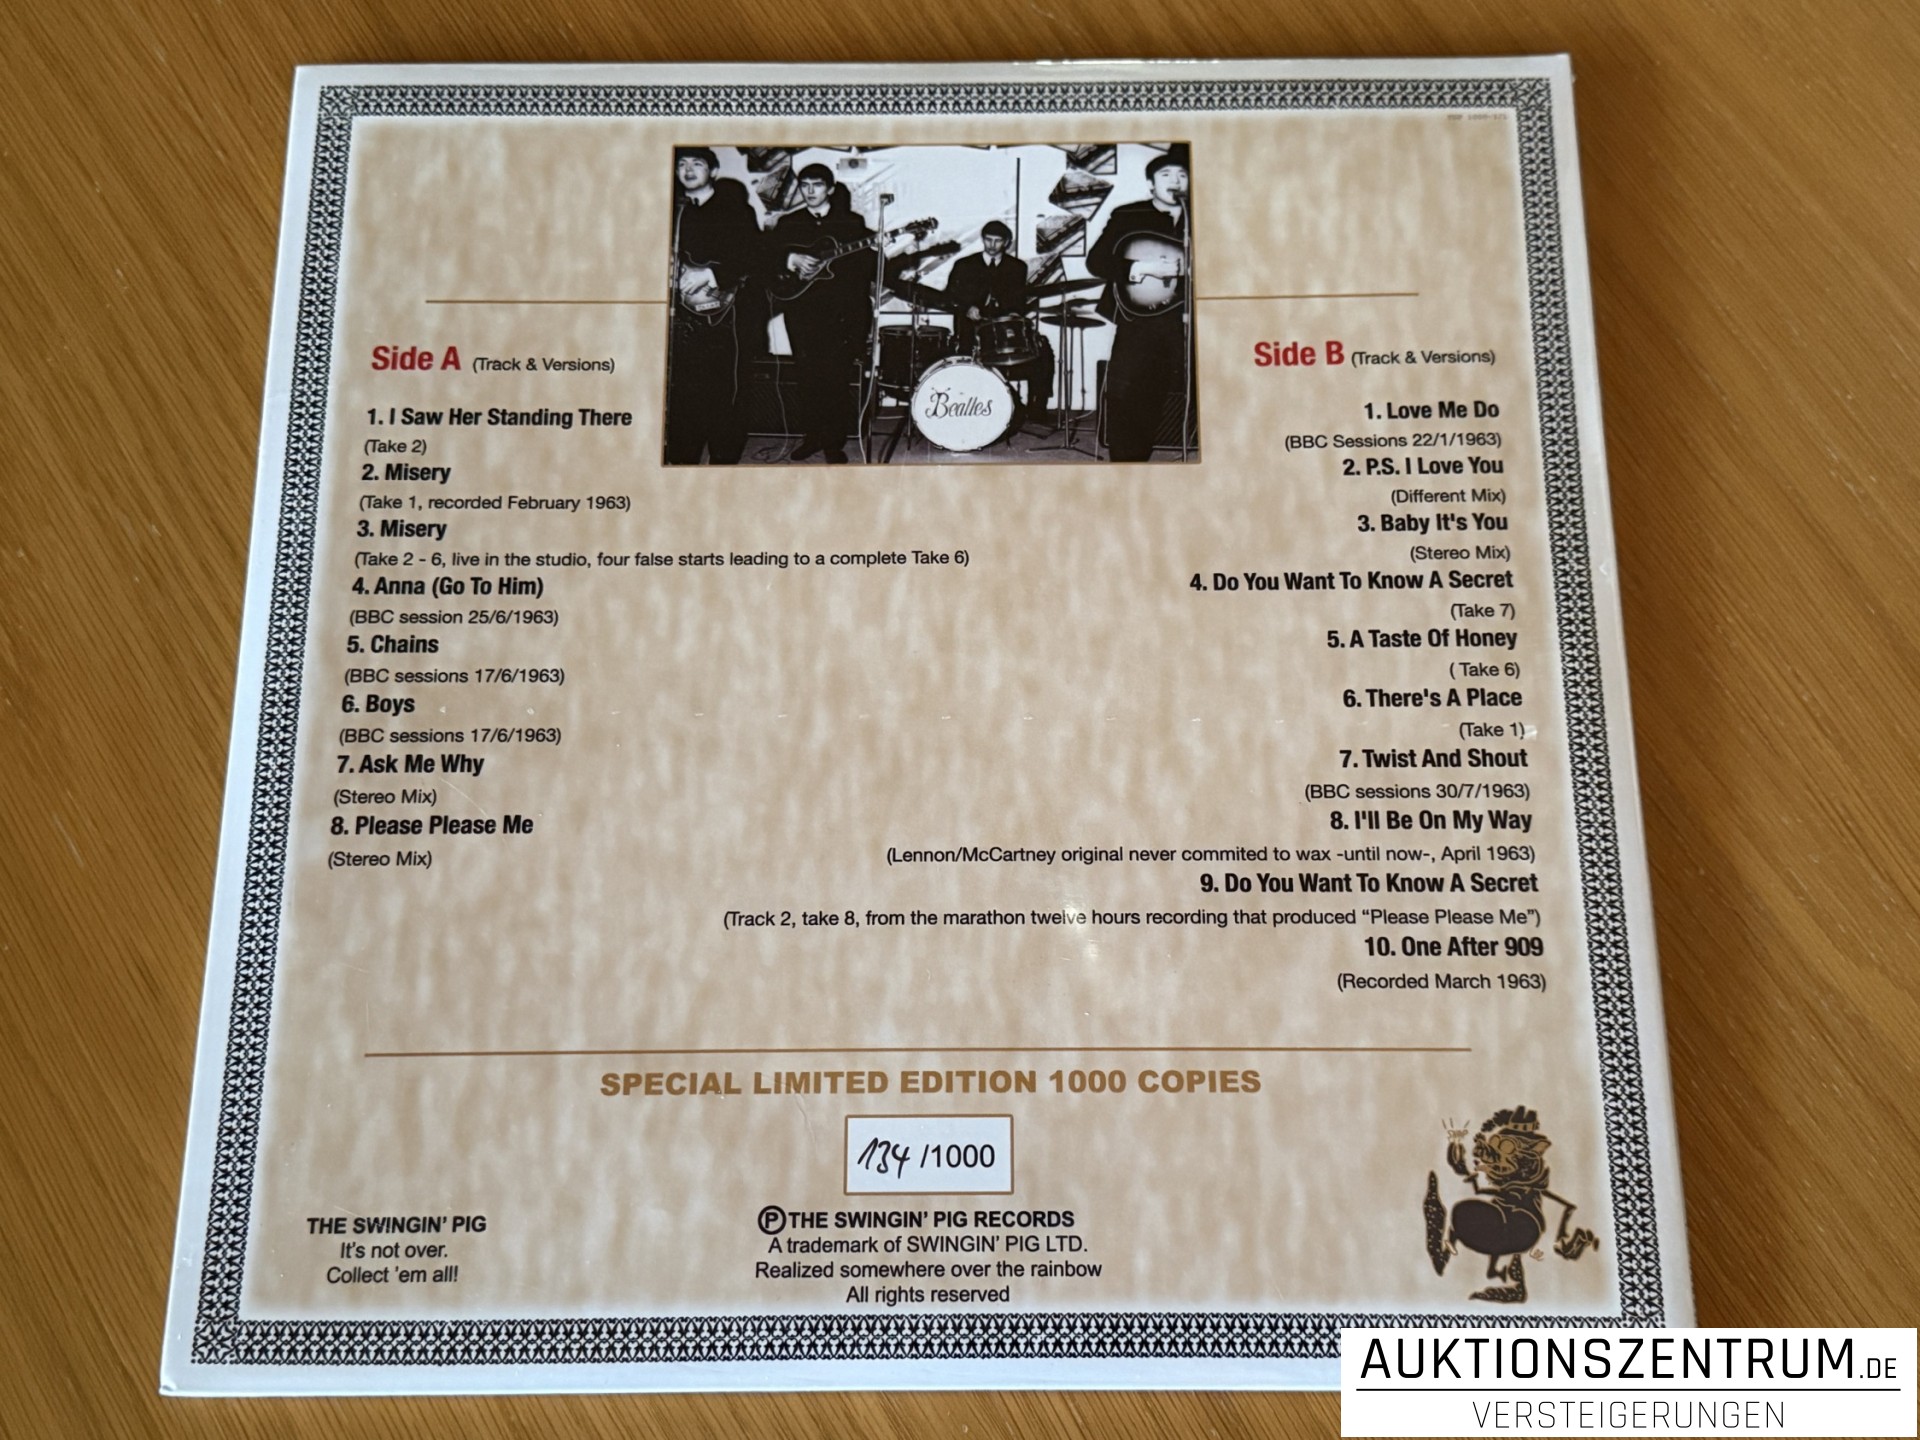 Beatles
Side A (Track & Versions)
1. I Saw Her Standing There
(Take 2)
2. Misery
(Take 1, recorded February 1963)
3. Misery
(Take 2 - 6, live in the studio, four false starts leading to a complete Take 6)
4. Anna (Go To Him)
(BBC session 25/6/1963)
5. Chains
(BBC sessions 17/6/1963)
6. Boys
(BBC sessions 17/6/1963)
7. Ask Me Why
(Stereo Mix)
8. Please Please Me
(Stereo Mix)
Side B (Track & Versions)
1. Love Me Do
(BBC Sessions 22/1/1963)
2. P.S. I Love You
(Different Mix)
3. Baby It's You
(Stereo Mix)
4. Do You Want To Know A Secret
(Take 7)
5. A Taste Of Honey
( Take 6)
6. There's A Place
(Take 1)
7. Twist And Shout
(BBC sessions 30/7/1963)
8. I'll Be On My Way
(Lennon/McCartney original never commited to wax -until now-, April 1963)
9. Do You Want To Know A Secret
(Track 2, take 8, from the marathon twelve hours recording that produced “Please Please Me”)
10. One After 909
(Recorded March 1963)
SPECIAL LIMITED EDITION 1000 COPIES
134 /1000
THE SWINGIN’ PIG
It’s not over.
Collect ’em all!
Ⓟ THE SWINGIN’ PIG RECORDS
A trademark of SWINGIN’ PIG LTD.
Realized somewhere over the rainbow
All rights reserved
AUKTIONSZENTRUM.DE
VERSTEIGERUNGEN